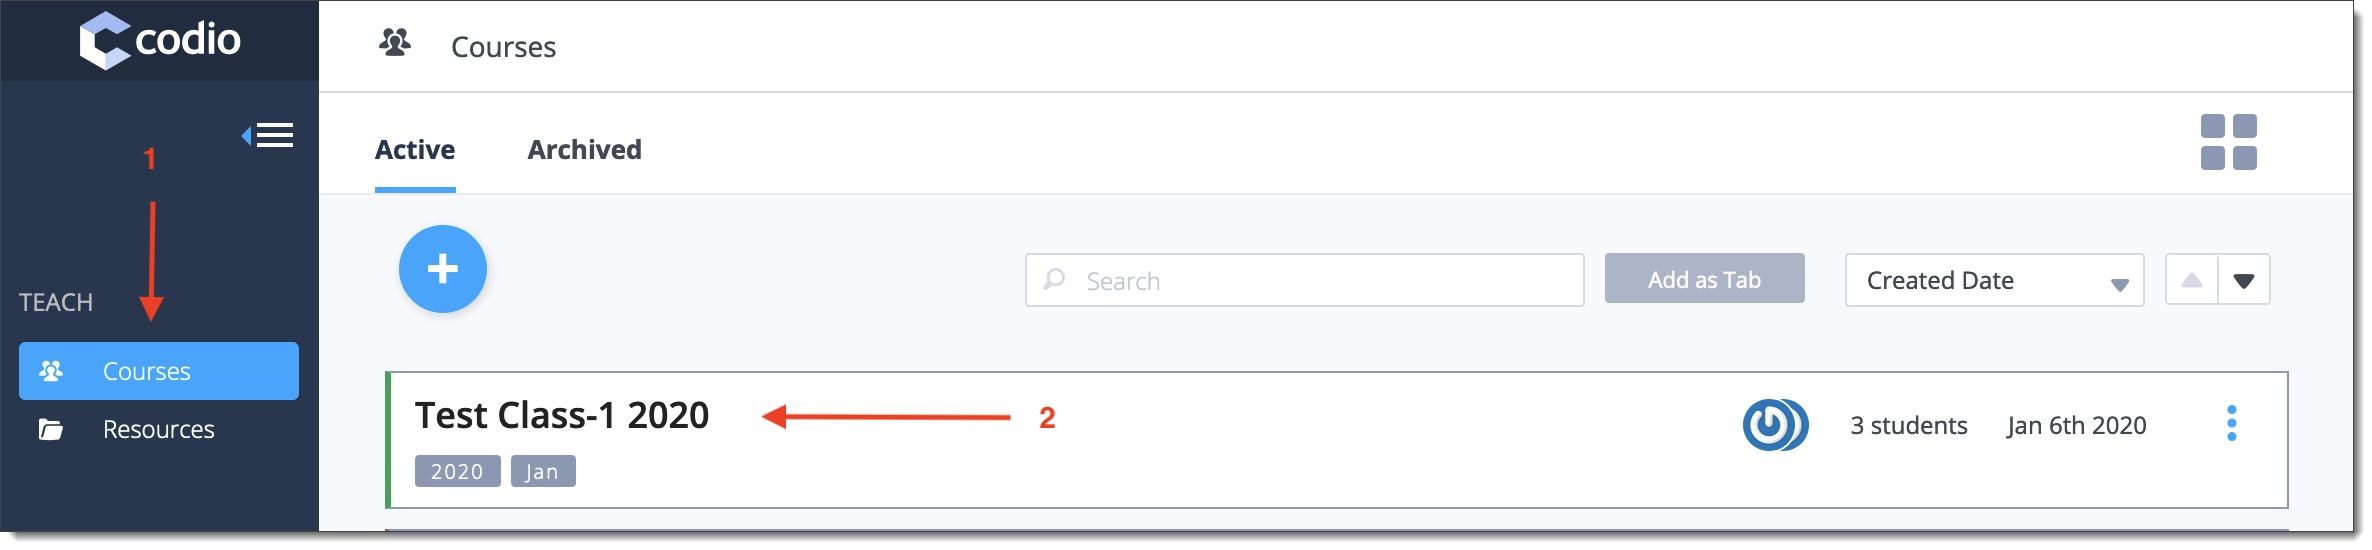 codio
Courses
1
Active Archived
Search Add as Tab Created Date
TEACH
Courses
Resources
Test Class-1 2020 2 3 students Jan 6th 2020
2020 Jan